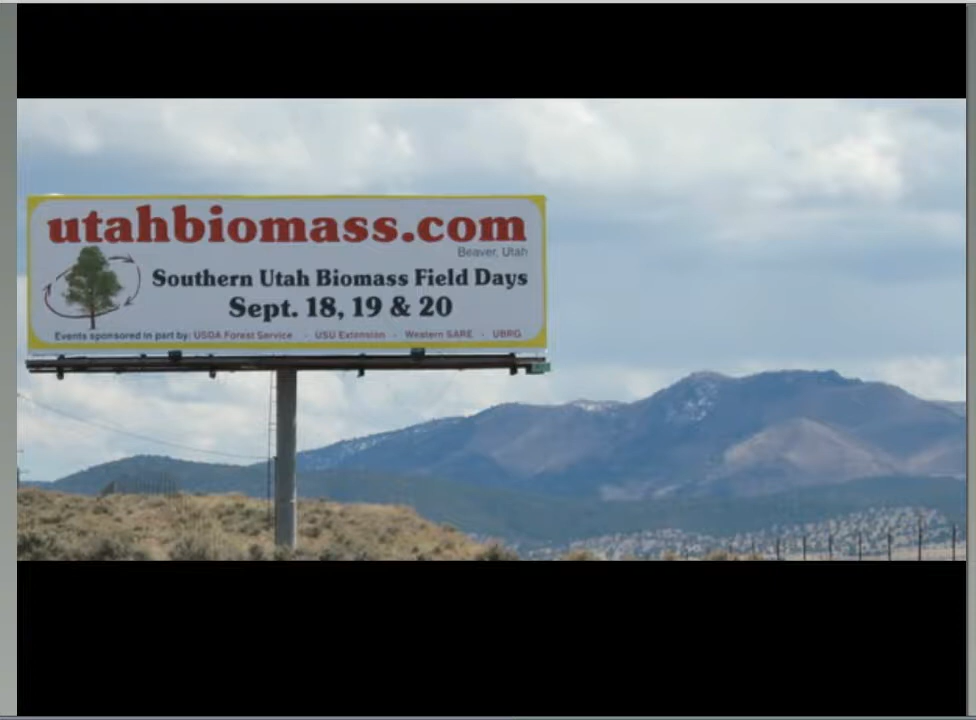 utahbiomass.com
Beaver, Utah
Southern Utah Biomass Field Days
Sept. 18, 19 & 20
Events sponsored in part by: USDA Forest Service - USU Extension - Western SARE - UBRG